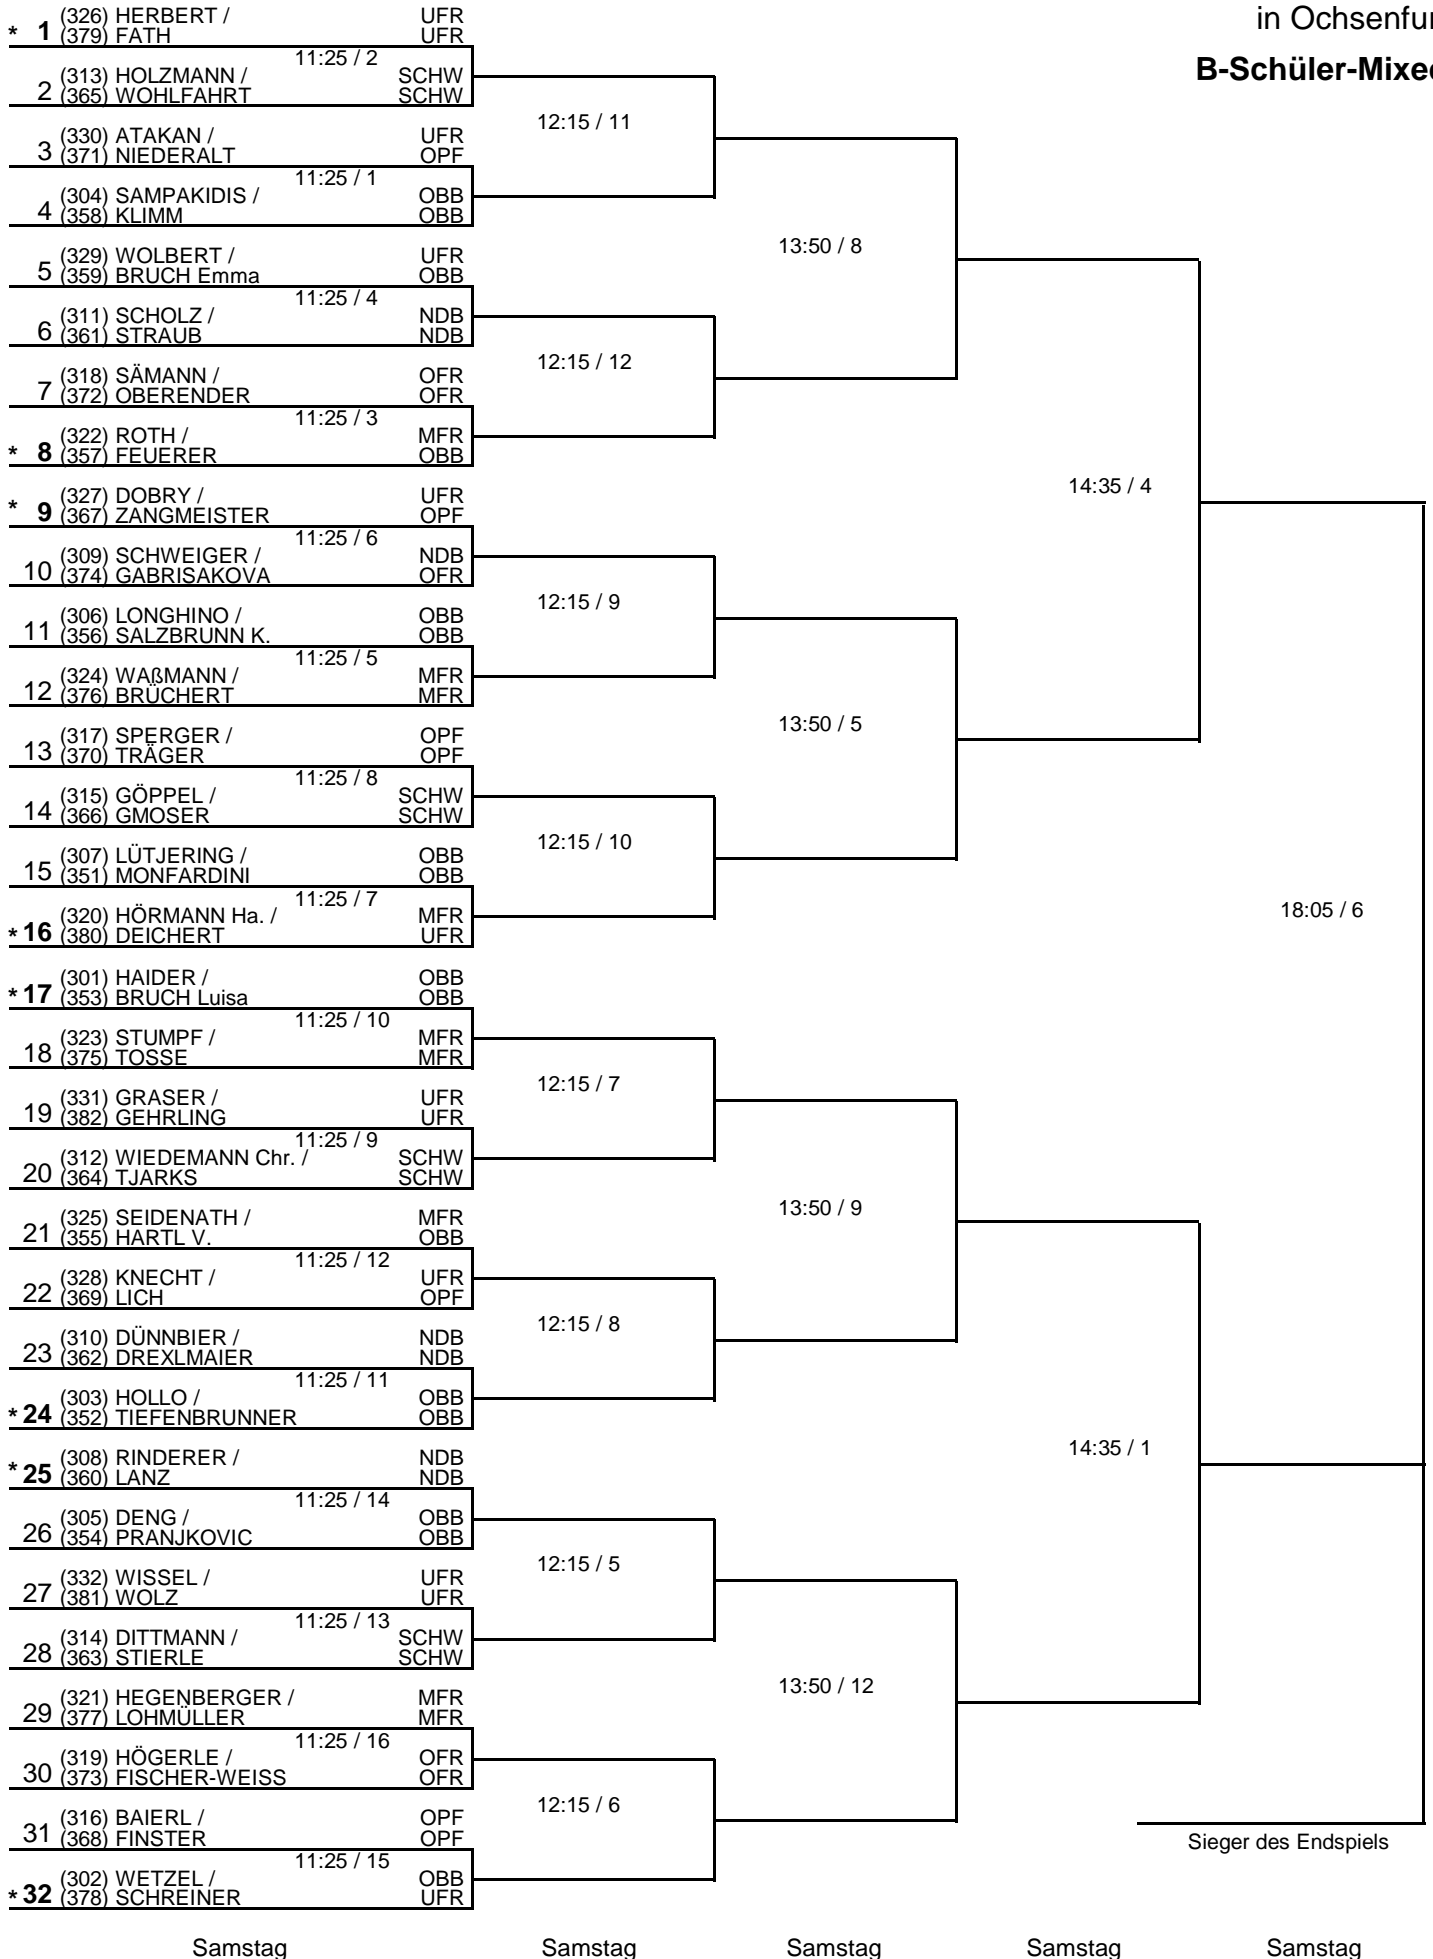 in Ochsenfur
B-Schüler-Mixed
(326) HERBERT / UFR
* 1 (379) FATH UFR
11:25 / 2
(313) HOLZMANN / SCHW
2 (365) WOHLFAHRT SCHW
12:15 / 11
(330) ATAKAN / UFR
3 (371) NIEDERALT OPF
11:25 / 1
(304) SAMPAKIDIS / OBB
4 (358) KLIMM OBB
13:50 / 8
(329) WOLBERT / UFR
5 (359) BRUCH Emma OBB
11:25 / 4
(311) SCHOLZ / NDB
6 (361) STRAUB NDB
12:15 / 12
(318) SÄMANN / OFR
7 (372) OBERENDER OFR
11:25 / 3
(322) ROTH / MFR
* 8 (357) FEUERER OBB
14:35 / 4
(327) DOBRY / UFR
* 9 (367) ZANGMEISTER OPF
11:25 / 6
(309) SCHWEIGER / NDB
10 (374) GABRISAKOVA OFR
12:15 / 9
(306) LONGHINO / OBB
11 (356) SALZBRUNN K. OBB
11:25 / 5
(324) WAßMANN / MFR
12 (376) BRÜCHERT MFR
13:50 / 5
(317) SPERGER / OPF
13 (370) TRÄGER OPF
11:25 / 8
(315) GÖPPEL / SCHW
14 (366) GMOSER SCHW
12:15 / 10
(307) LÜTJERING / OBB
15 (351) MONFARDINI OBB
11:25 / 7
(320) HÖRMANN Ha. / MFR
* 16 (380) DEICHERT UFR
18:05 / 6
(301) HAIDER / OBB
* 17 (353) BRUCH Luisa OBB
11:25 / 10
(323) STUMPF / MFR
18 (375) TOSSE MFR
12:15 / 7
(331) GRASER / UFR
19 (382) GEHRLING UFR
11:25 / 9
(312) WIEDEMANN Chr. / SCHW
20 (364) TJARKS SCHW
13:50 / 9
(325) SEIDENATH / MFR
21 (355) HARTL V. OBB
11:25 / 12
(328) KNECHT / UFR
22 (369) LICH OPF
12:15 / 8
(310) DÜNNBIER / NDB
23 (362) DREXLMAIER NDB
11:25 / 11
(303) HOLLO / OBB
* 24 (352) TIEFENBRUNNER OBB
14:35 / 1
(308) RINDERER / NDB
* 25 (360) LANZ NDB
11:25 / 14
(305) DENG / OBB
26 (354) PRANJKOVIC OBB
12:15 / 5
(332) WISSEL / UFR
27 (381) WOLZ UFR
11:25 / 13
(314) DITTMANN / SCHW
28 (363) STIERLE SCHW
13:50 / 12
(321) HEGENBERGER / MFR
29 (377) LOHMÜLLER MFR
11:25 / 16
(319) HÖGERLE / OFR
30 (373) FISCHER-WEISS OFR
12:15 / 6
(316) BAIERL / OPF
31 (368) FINSTER OPF
Sieger des Endspiels
11:25 / 15
(302) WETZEL / OBB
* 32 (378) SCHREINER UFR
Samstag Samstag Samstag Samstag Samstag